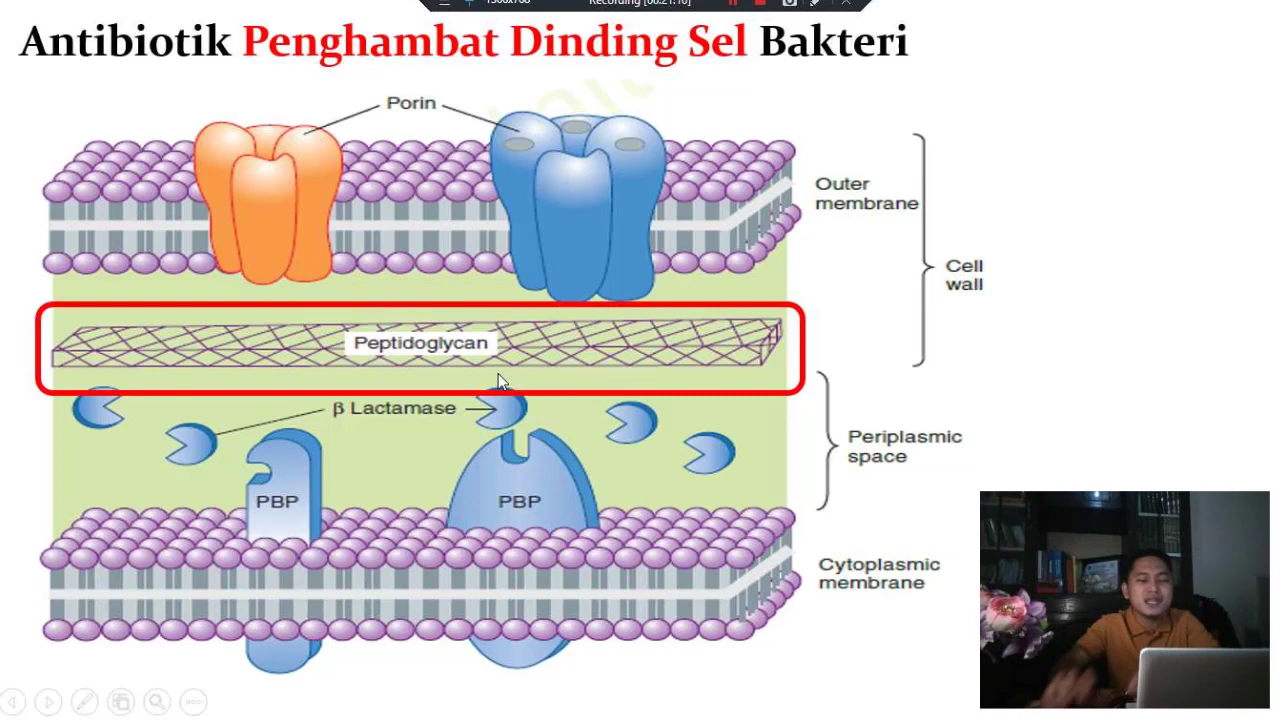 Antibiotik Penghambat Dinding Sel Bakteri
Porin
Outer
membrane
Cell
wall
Peptidoglycan
β Lactamase
Periplasmic
space
PBP
PBP
Cytoplasmic
membrane